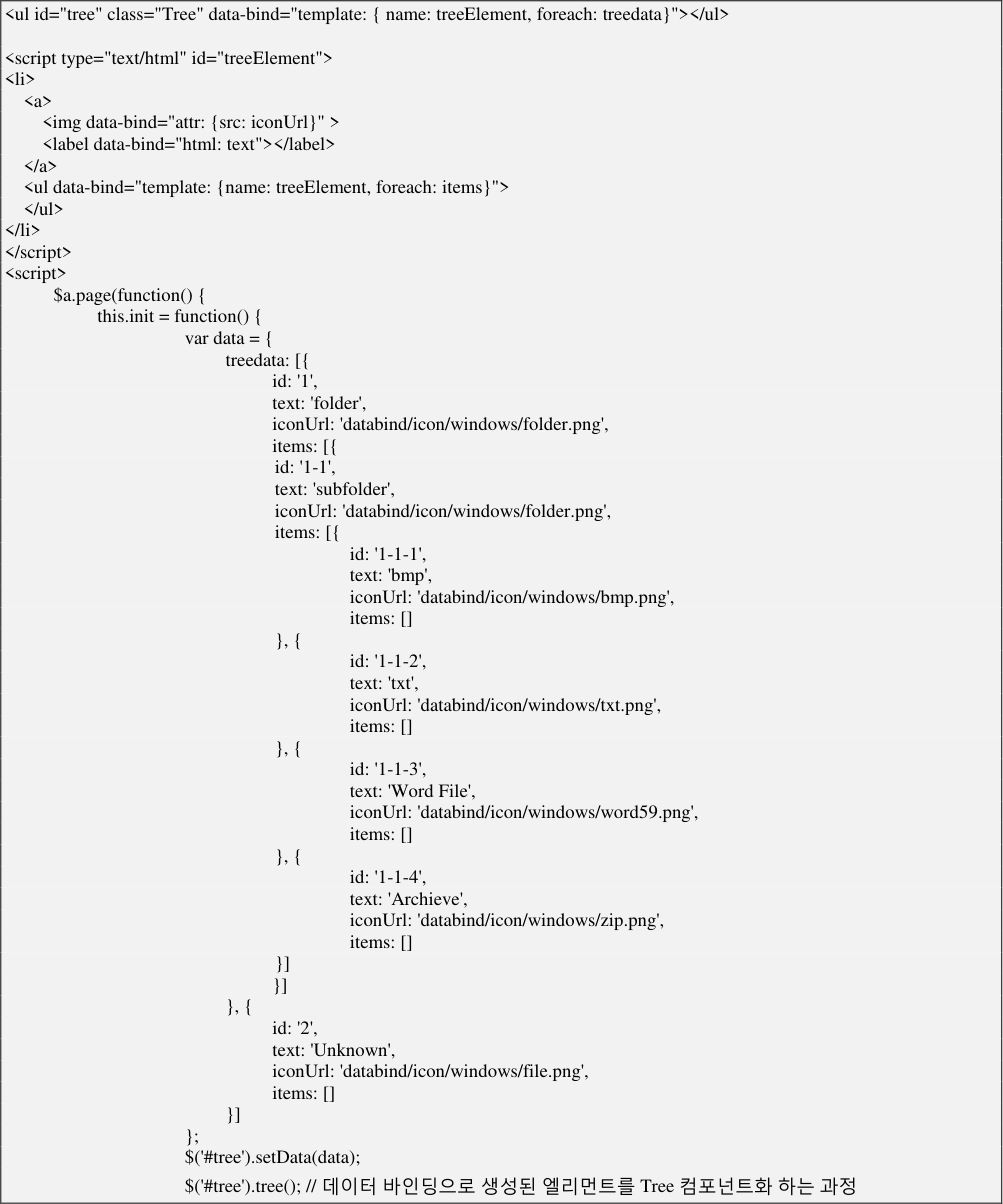 <ul id="tree" class="Tree" data-bind="template: { name: treeElement, foreach: treedata}"></ul>
<script type="text/html" id="treeElement">
<li>
<a>
<img data-bind="attr: {src: iconUrl}" >
<label data-bind="html: text"></label>
</a>
<ul data-bind="template: {name: treeElement, foreach: items}">
</ul>
</li>
</script>
<script>
$a.page(function() {
this.init = function() {
var data = {
treedata: [{
id: '1',
text: 'folder',
iconUrl: 'databind/icon/windows/folder.png',
items: [{
id: '1-1',
text: 'subfolder',
iconUrl: 'databind/icon/windows/folder.png',
items: [{
id: '1-1-1',
text: 'bmp',
iconUrl: 'databind/icon/windows/bmp.png',
items: []
}, {
id: '1-1-2',
text: 'txt',
iconUrl: 'databind/icon/windows/txt.png',
items: []
}, {
id: '1-1-3',
text: 'Word File',
iconUrl: 'databind/icon/windows/word59.png',
items: []
}, {
id: '1-1-4',
text: 'Archieve',
iconUrl: 'databind/icon/windows/zip.png',
items: []
}]
}]
}, {
id: '2',
text: 'Unknown',
iconUrl: 'databind/icon/windows/file.png',
items: []
}]
};
$('#tree').setData(data);
$('#tree').tree(); // 데이터 바인딩으로 생성된 엘리먼트를 Tree 컴포넌트화 하는 과정